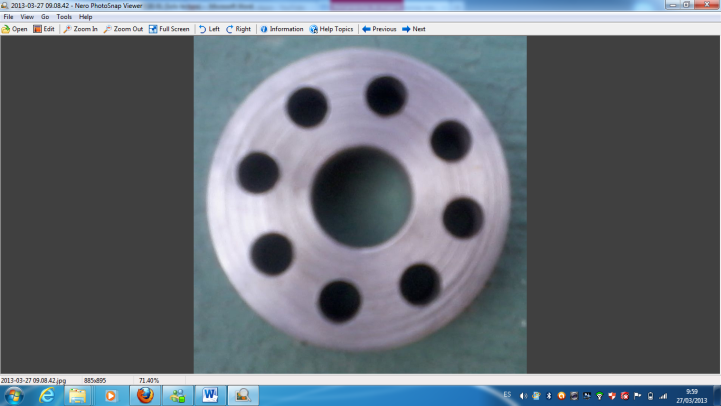 2013-03-27 09.08.42 - Nero PhotoSnap Viewer
File View Go Tools Help
Open Edit Zoom In Zoom Out Full Screen Left Right Information Help Topics Previous Next
2013-03-27 09.08.42.jpg 885x895 71.40%
ES 9:59
27/03/2013